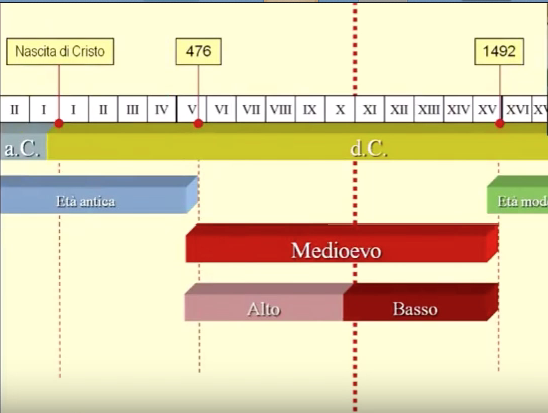 Nascita di Cristo
476
1492
II I I II III IV V VI VII VIII IX X XI XII XIII XIV XV XVI
a.C.
d.C.
Età antica
Medioevo
Alto
Basso